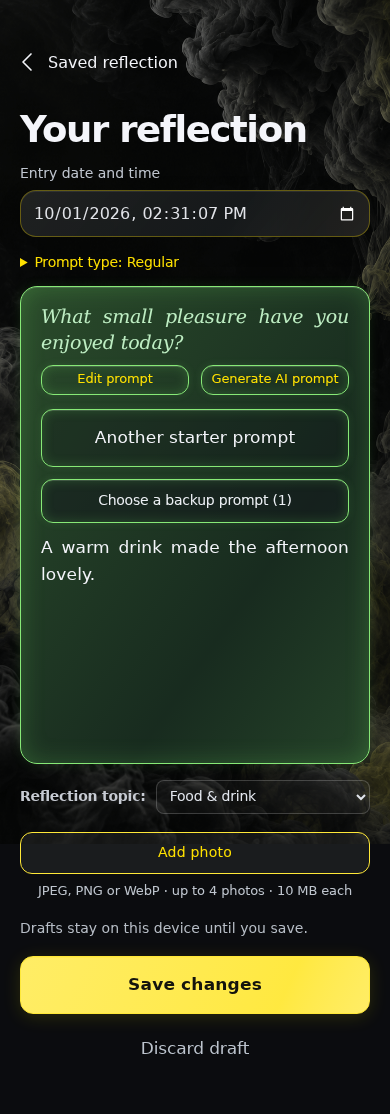 Saved reflection
Your reflection
Entry date and time
10/01/2026, 02:31:07 PM
Prompt type: Regular
What small pleasure have you
enjoyed today?
Edit prompt
Generate AI prompt
Another starter prompt
Choose a backup prompt (1)
A warm drink made the afternoon
lovely.
Reflection topic:
Food & drink
Add photo
JPEG, PNG or WebP · up to 4 photos · 10 MB each
Drafts stay on this device until you save.
Save changes
Discard draft